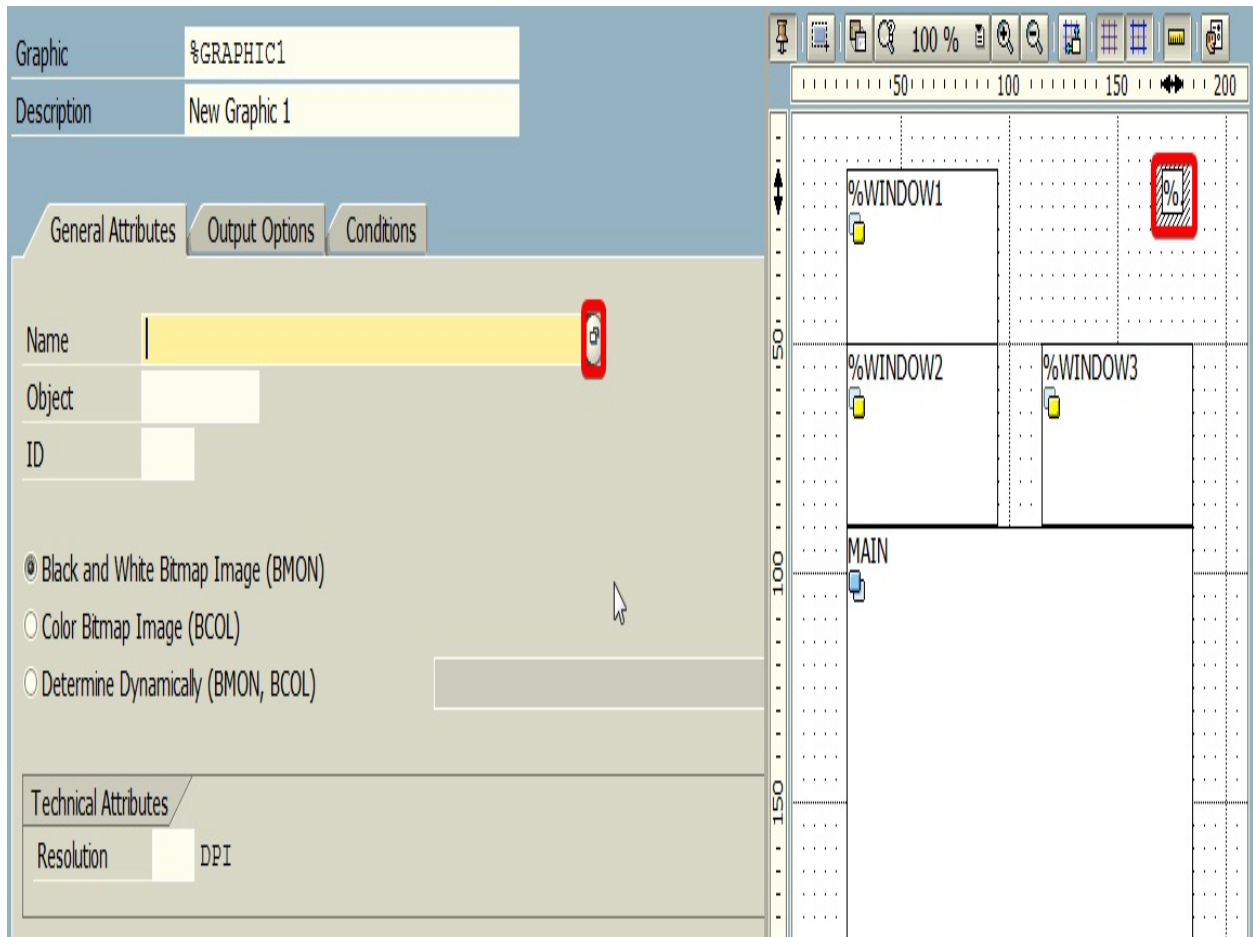 Graphic %GRAPHIC1
Description New Graphic 1
General Attributes Output Options Conditions
Name
Object
ID
Black and White Bitmap Image (BMON)
Color Bitmap Image (BCOL)
Determine Dynamically (BMON, BCOL)
Technical Attributes
Resolution DPI
100 %
50 100 150 200
%WINDOW1
%.
50
%WINDOW2 %WINDOW3
MAIN
100
150